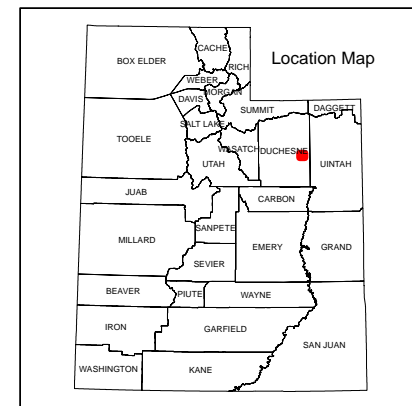 Location Map
CACHE
BOX ELDER
RICH
WEBER
MORGAN
DAVIS
SUMMIT
DAGGETT
SALT LAKE
TOOELE
WASATCH
DUCHESNE
UTAH
UINTAH
JUAB
CARBON
SANPETE
MILLARD
EMERY
GRAND
SEVIER
BEAVER
PIUTE
WAYNE
IRON
GARFIELD
SAN JUAN
WASHINGTON
KANE